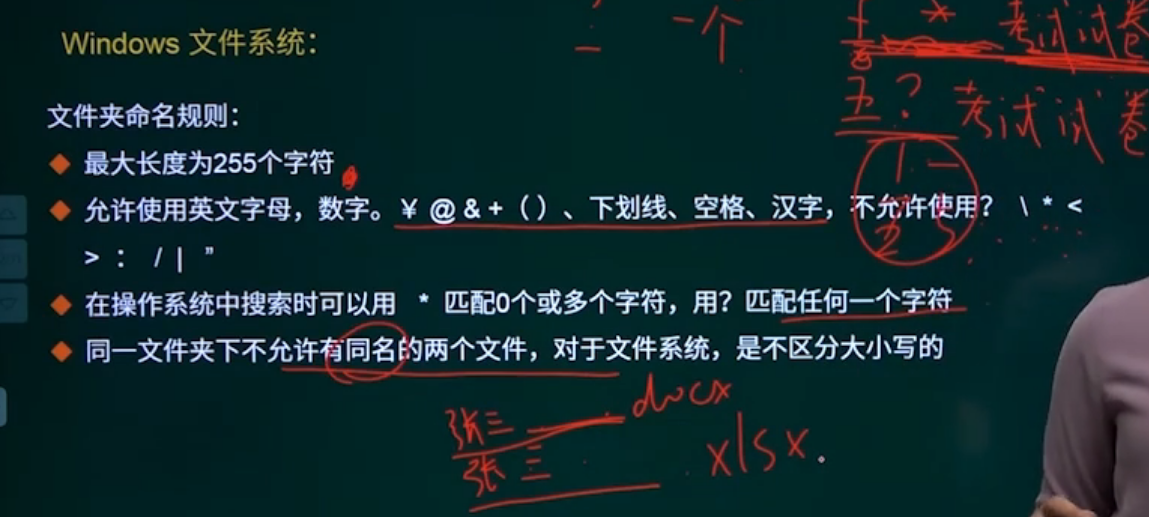 ? 一个
* 考试试卷
Windows 文件系统：
五? 考试试卷
文件夹命名规则：
最大长度为255个字符
允许使用英文字母，数字。￥ @ & + （ ）、下划线、空格、汉字，不允许使用? \ * <
> : / | ”
在操作系统中搜索时可以用 * 匹配0个或多个字符，用? 匹配任何一个字符
同一文件夹下不允许有同名的两个文件，对于文件系统，是不区分大小写的
张三 .docx
张三 .xlsx